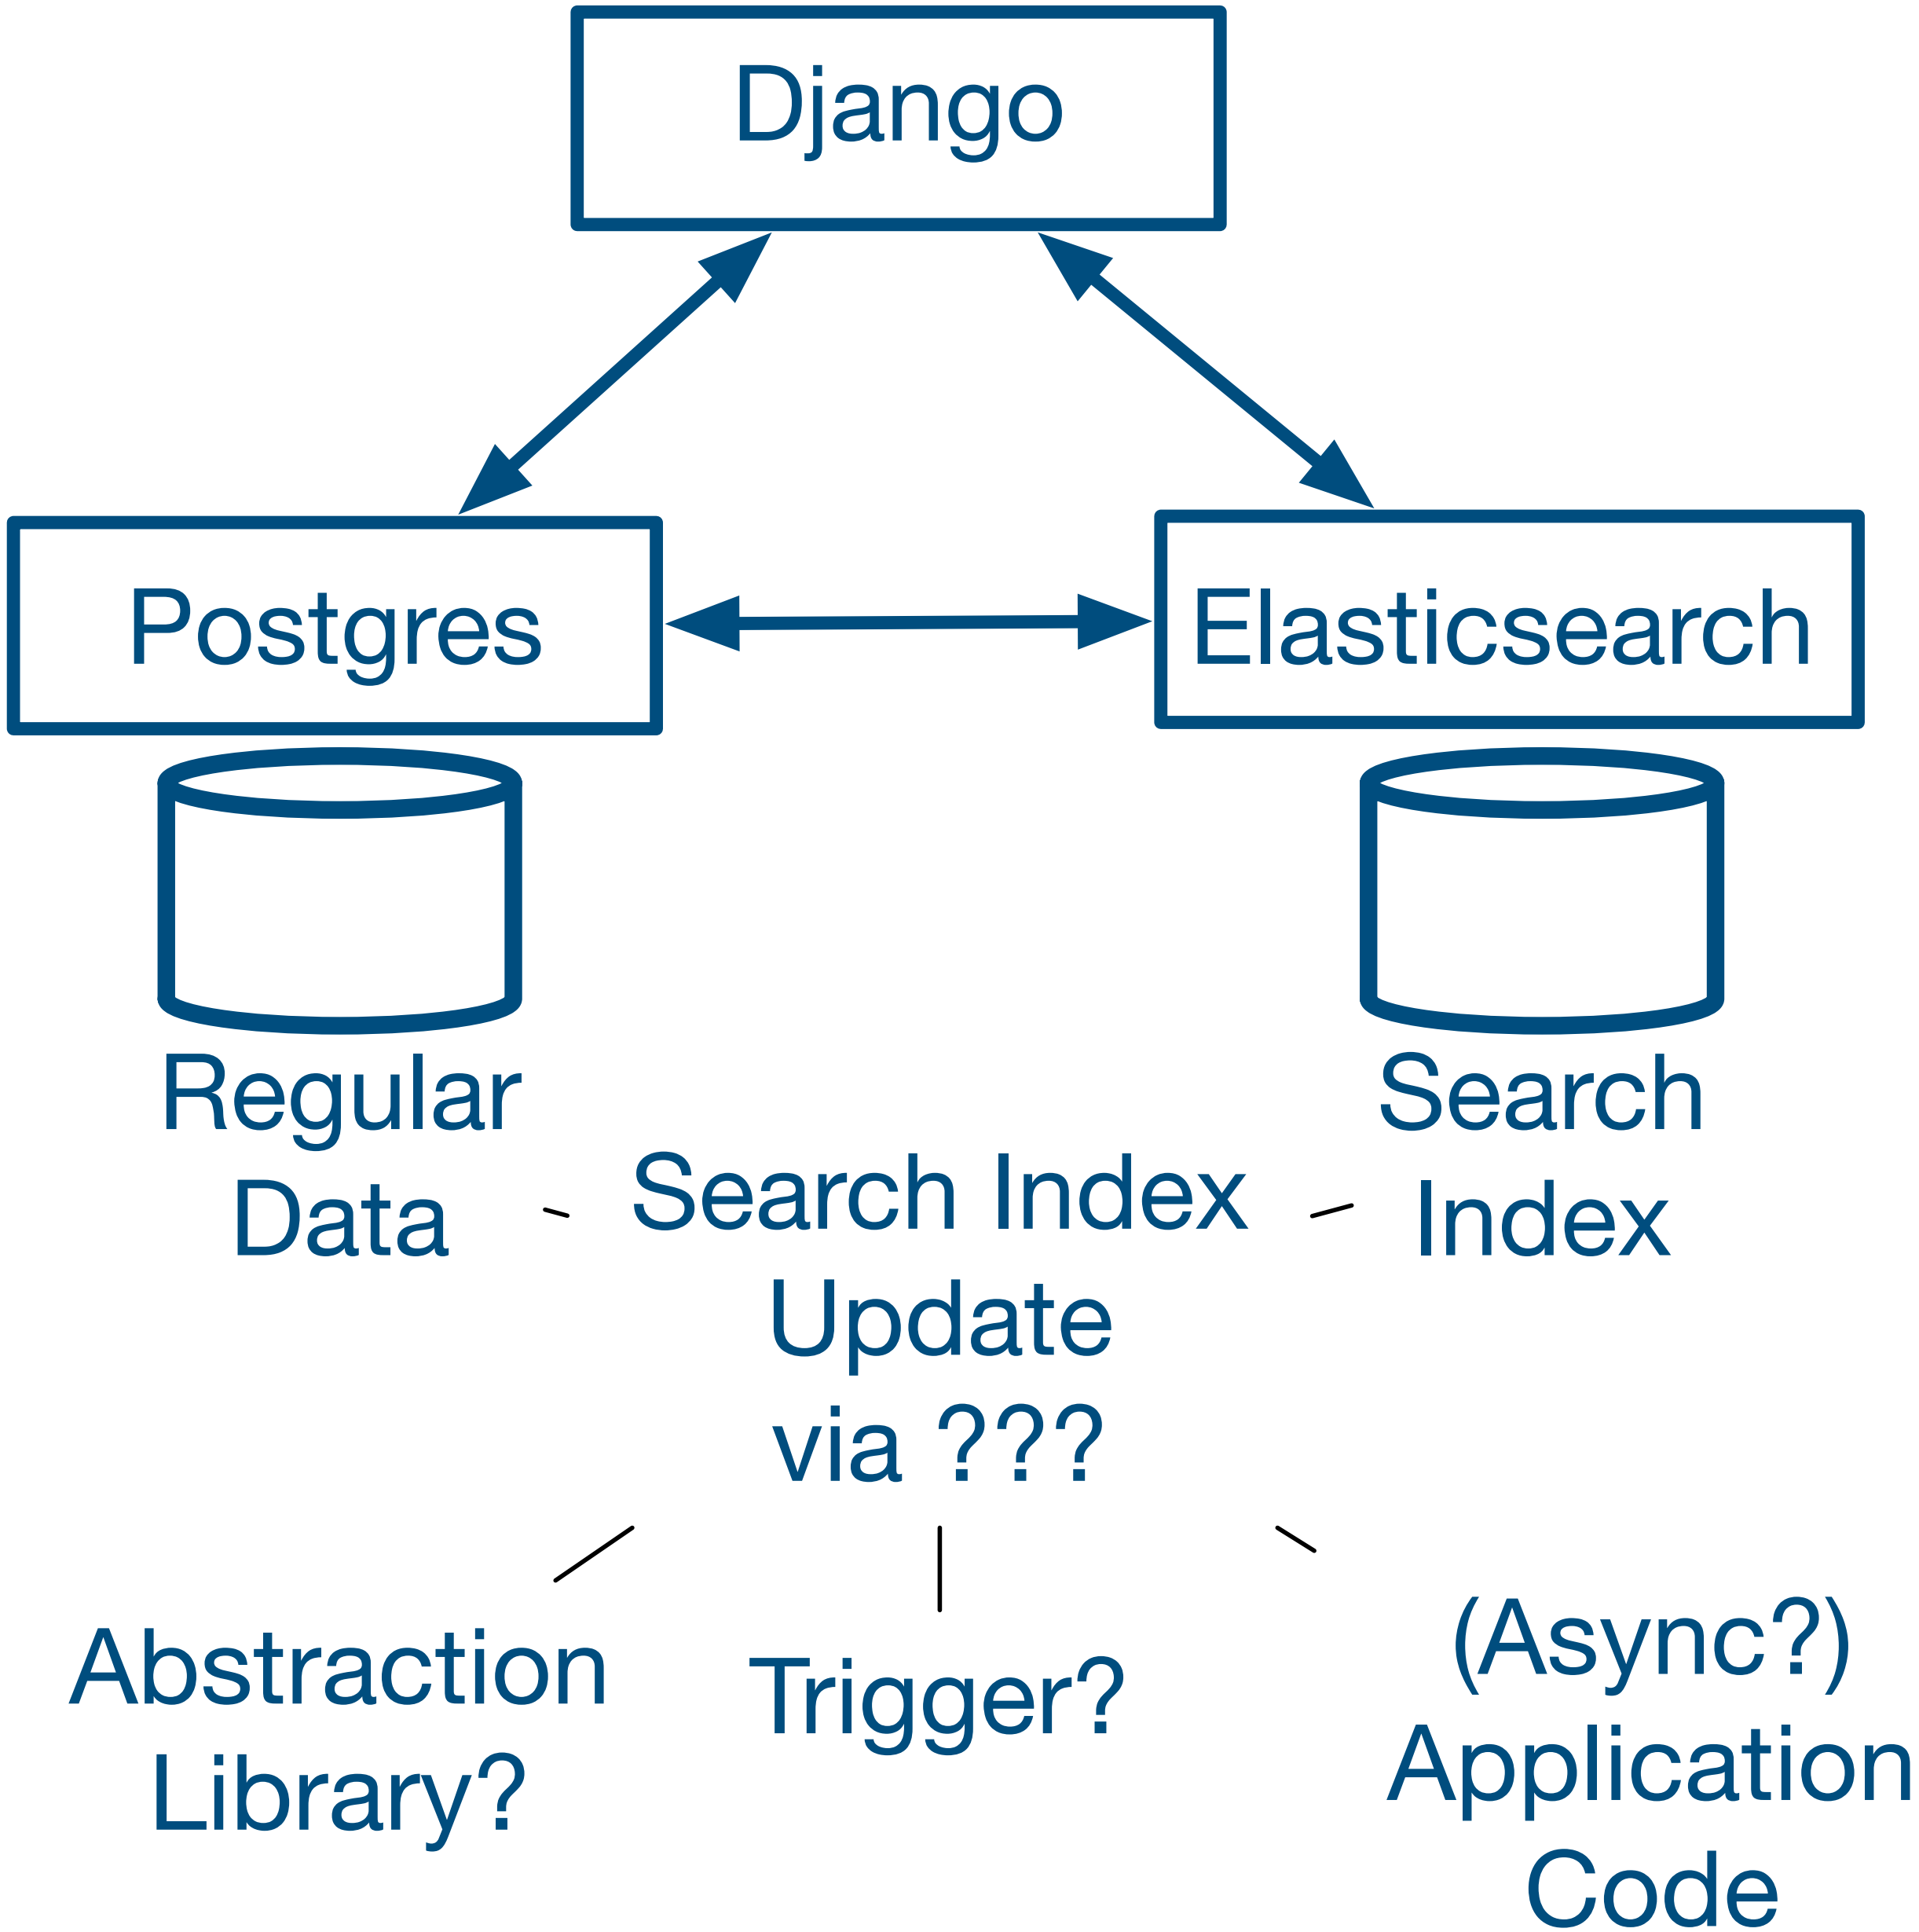 Django
Postgres
Elasticsearch
Regular
Data
Search Index
Update
via ???
Search
Index
Abstraction
Library?
Trigger?
(Async?)
Application
Code